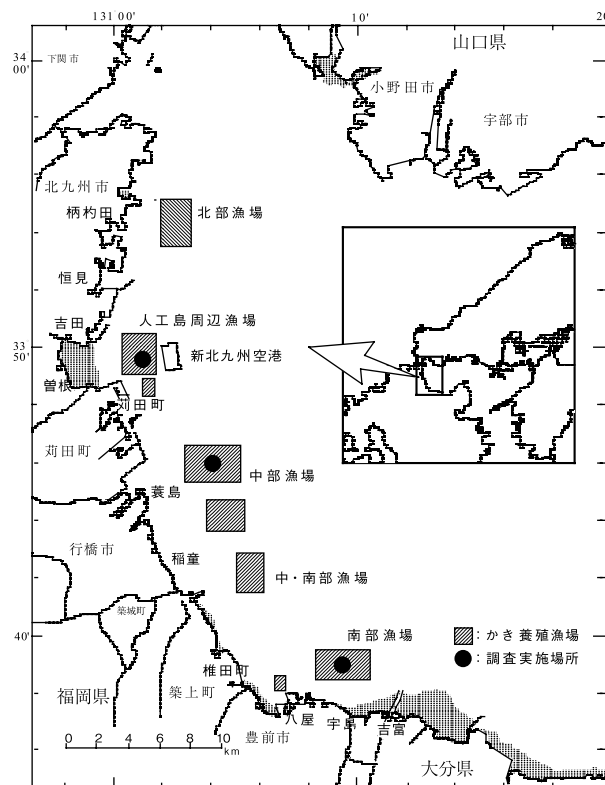 131 00' 10' 20
34 00'
下関市
山口県
小野田市
宇部市
北九州市
柄杓田
北部漁場
恒見
吉田
人工島周辺漁場
33 50'
新北九州空港
曽根
苅田町
苅田町
中部漁場
蓑島
行橋市
稲童
中・南部漁場
築城町
40'
南部漁場
：かき養殖漁場
：調査実施場所
椎田町
福岡県
築上町
八屋
宇島
吉富
豊前市
大分県
0 2 4 6 8 10
km